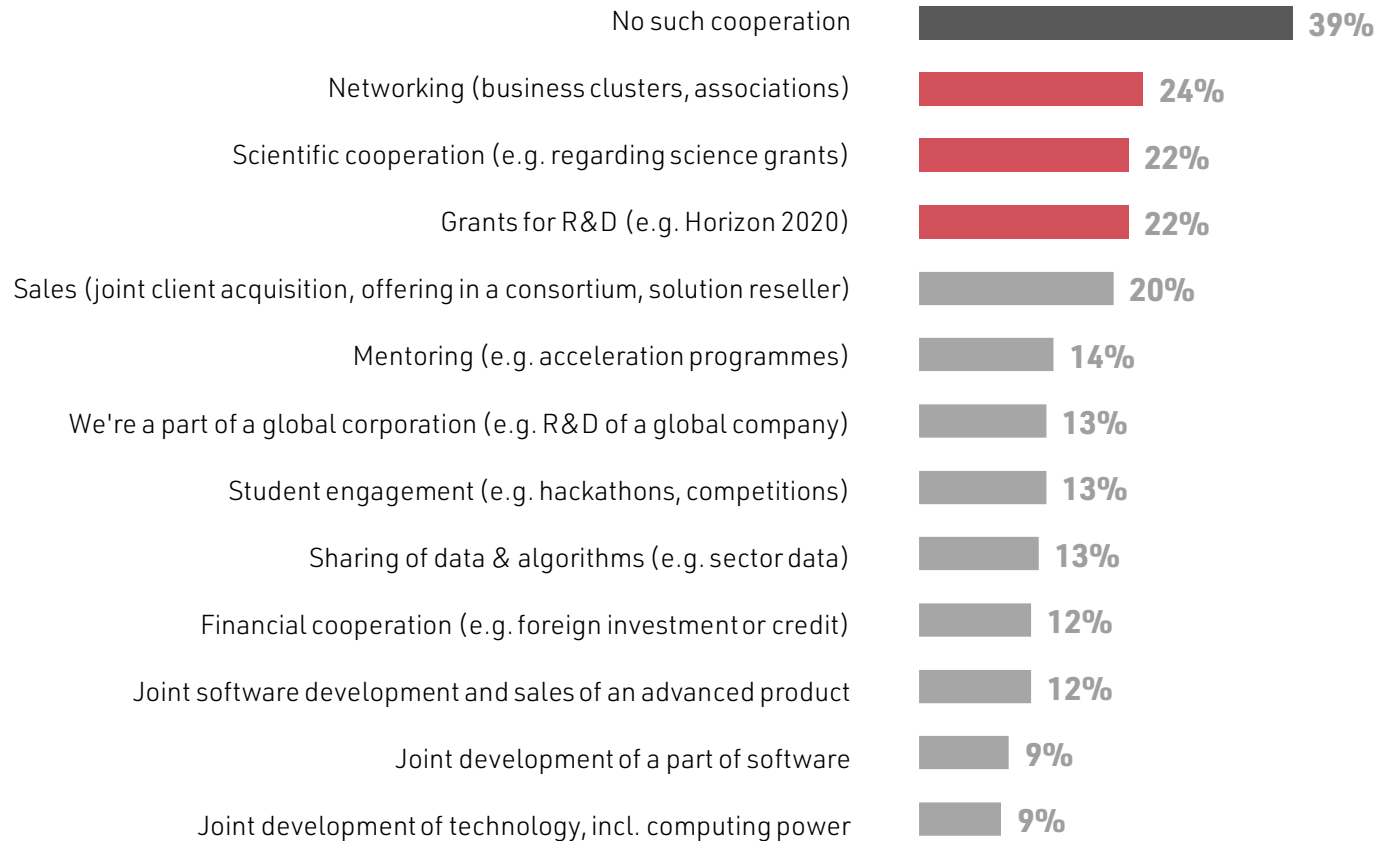 No such cooperation 39%
Networking (business clusters, associations) 24%
Scientific cooperation (e.g. regarding science grants) 22%
Grants for R&D (e.g. Horizon 2020) 22%
Sales (joint client acquisition, offering in a consortium, solution reseller) 20%
Mentoring (e.g. acceleration programmes) 14%
We're a part of a global corporation (e.g. R&D of a global company) 13%
Student engagement (e.g. hackathons, competitions) 13%
Sharing of data & algorithms (e.g. sector data) 13%
Financial cooperation (e.g. foreign investment or credit) 12%
Joint software development and sales of an advanced product 12%
Joint development of a part of software 9%
Joint development of technology, incl. computing power 9%